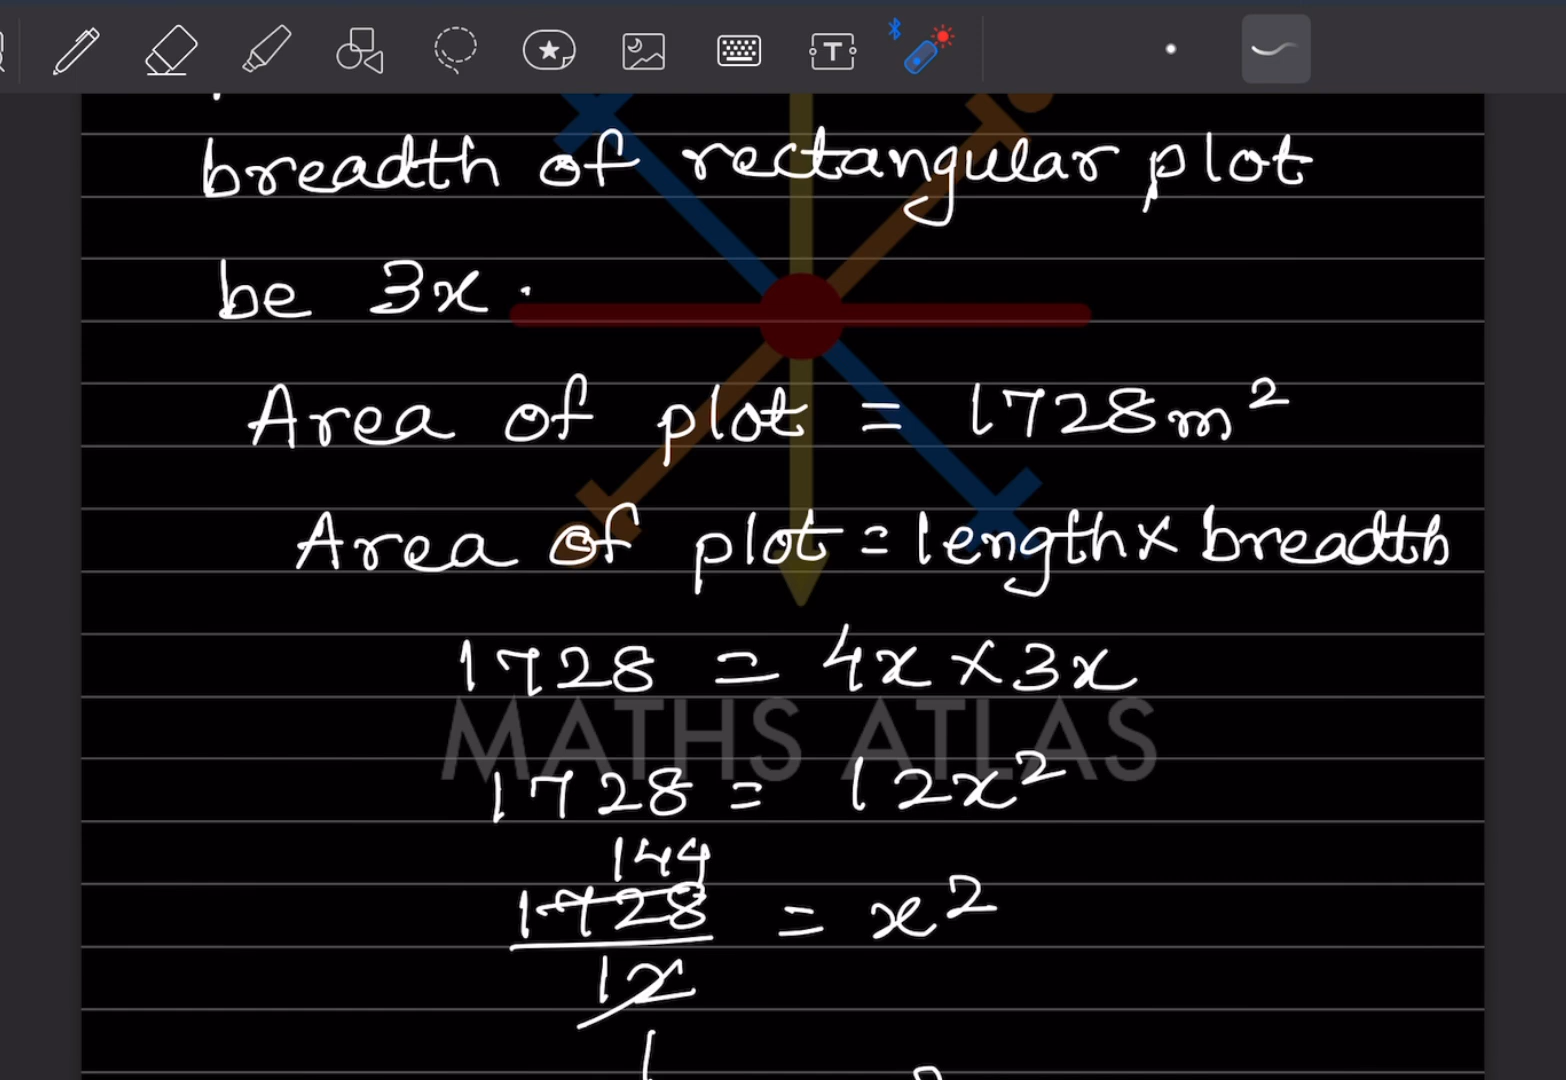 breadth of rectangular plot
be 3x.
Area of plot = 1728m²
Area of plot = length × breadth
1728 = 4x × 3x
MATHS ATLAS
1728 = 12x²
144
1728 = x²
12
1